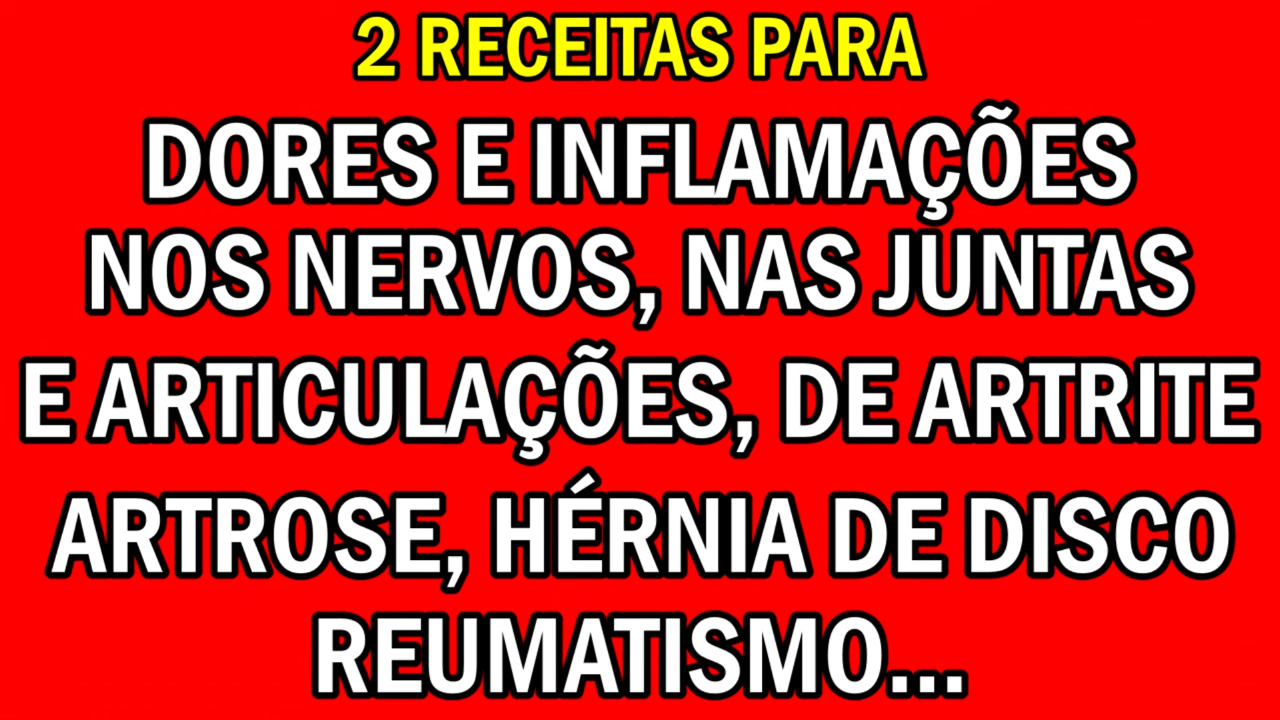 2 RECEITAS PARA
DORES E INFLAMAÇÕES
NOS NERVOS, NAS JUNTAS
E ARTICULAÇÕES, DE ARTRITE
ARTROSE, HÉRNIA DE DISCO
REUMATISMO...